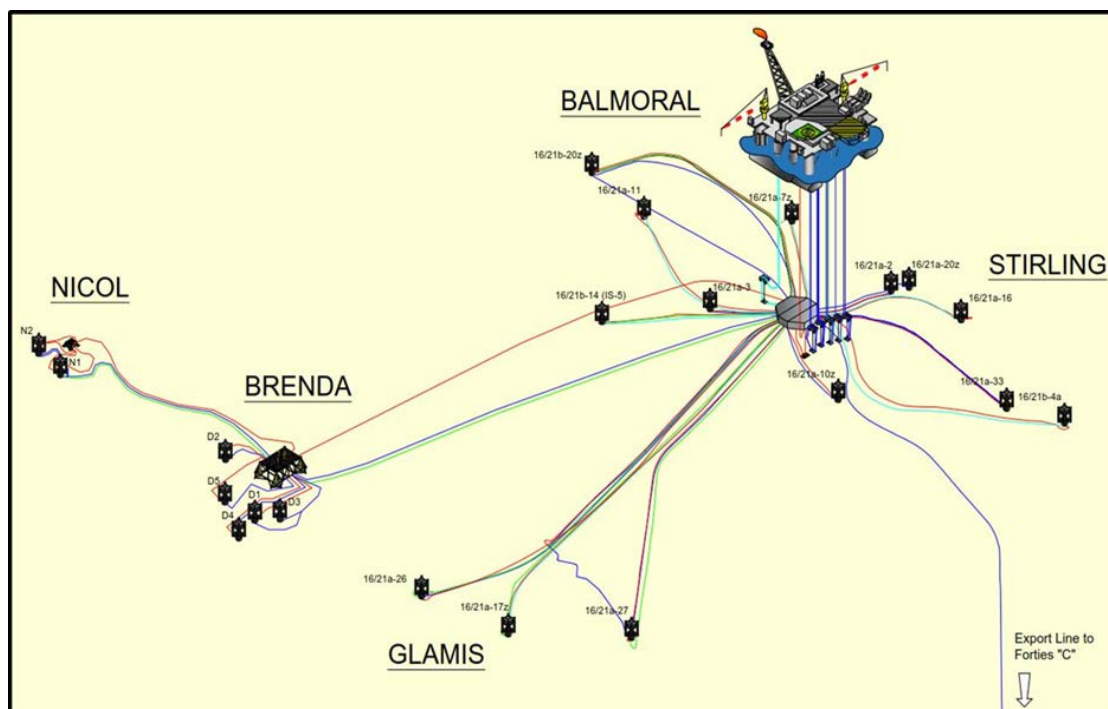 BALMORAL
16/21b-20z
16/21a-11
16/21a-7z
STIRLING
16/21a-2
16/21a-20z
16/21a-16
NICOL
N2
N1
16/21b-14 (IS-5)
16/21a-3
BRENDA
16/21a-10z
16/21a-33
16/21b-4a
D2
D5
D1
D3
D4
16/21a-26
16/21a-17z
16/21a-27
GLAMIS
Export Line to
Forties "C"